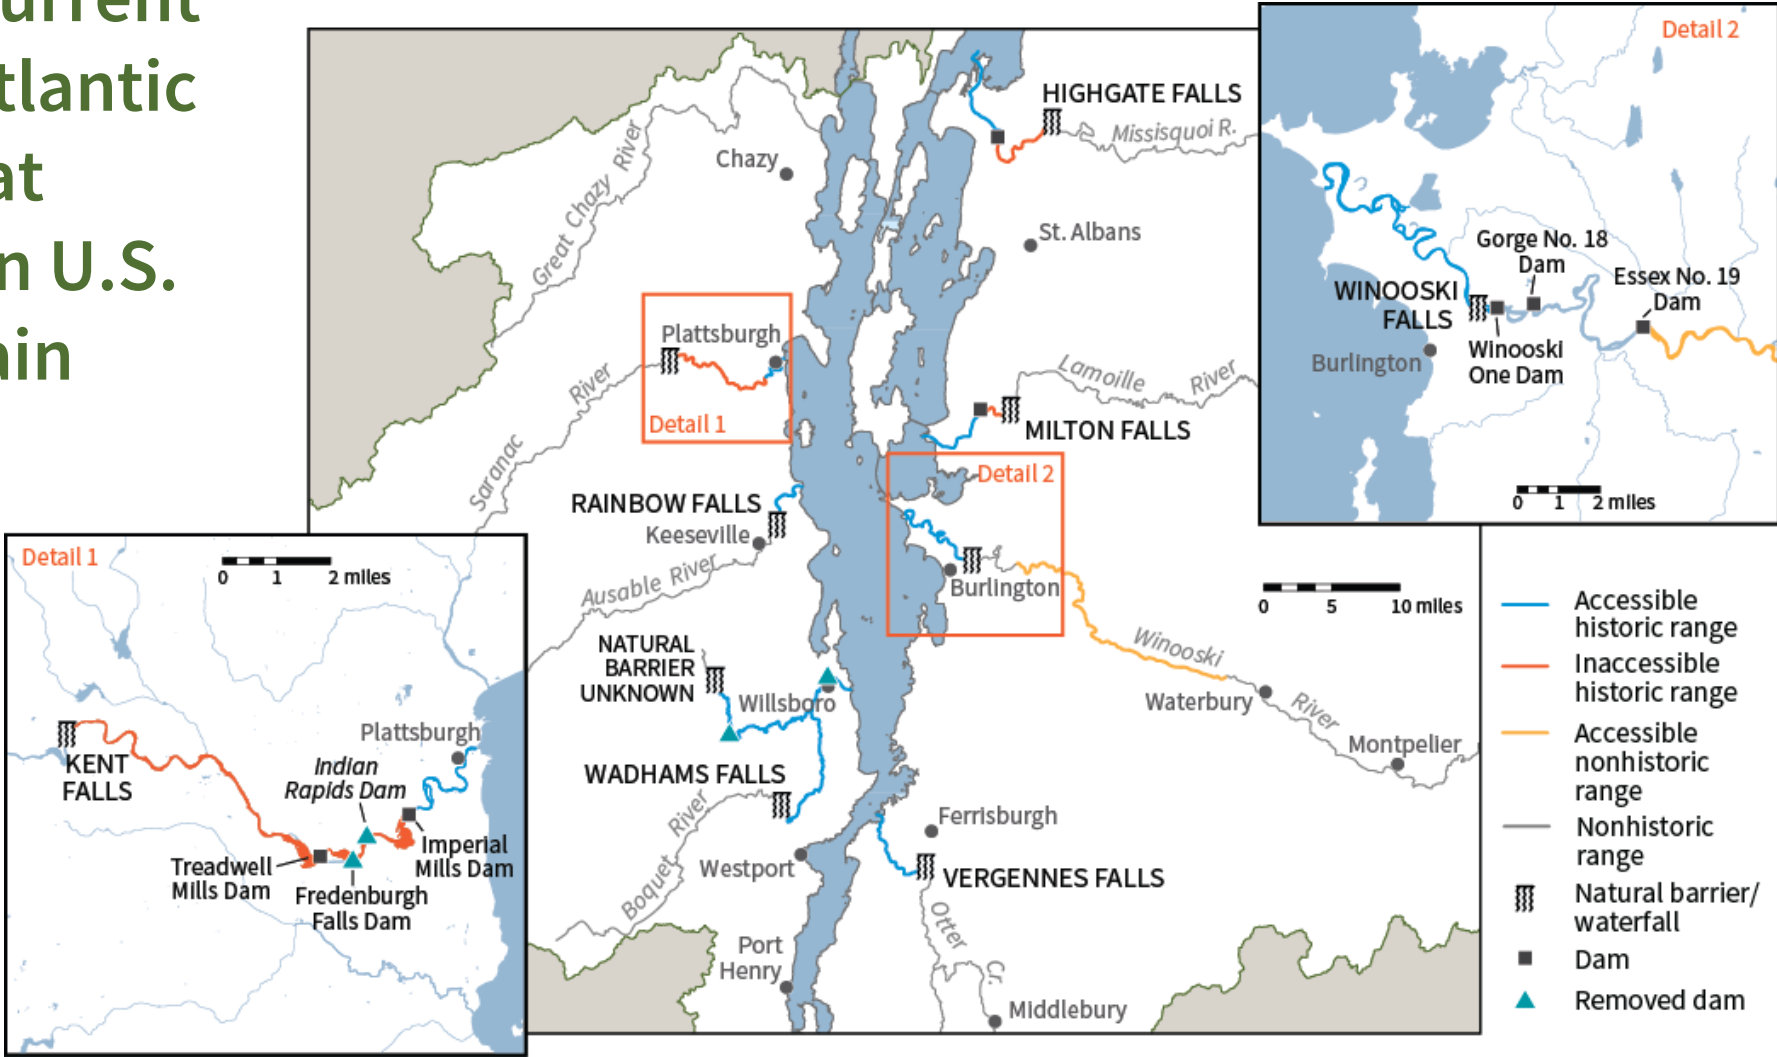 Detail 2
HIGHGATE FALLS
Missisquoi R.
Chazy
Great Chazy River
St. Albans
Gorge No. 18
Dam
Essex No. 19
Dam
WINOOSKI
FALLS
Burlington
Winooski
One Dam
0 1 2 miles
Plattsburgh
Detail 1
Saranac River
Lamoille River
MILTON FALLS
Detail 2
RAINBOW FALLS
Keeseville
Ausable River
Burlington
0 5 10 miles
Winooski River
Waterbury
Montpelier
NATURAL
BARRIER
UNKNOWN
Willsboro
WADHAMS FALLS
Boquet River
Westport
Ferrisburgh
VERGENNES FALLS
Otter Cr.
Port
Henry
Middlebury
Detail 1
0 1 2 miles
Plattsburgh
KENT
FALLS
Indian
Rapids Dam
Treadwell
Mills Dam
Fredenburgh
Falls Dam
Imperial
Mills Dam
Accessible
historic range
Inaccessible
historic range
Accessible
nonhistoric
range
Nonhistoric
range
Natural barrier/
waterfall
Dam
Removed dam
at
U.S.